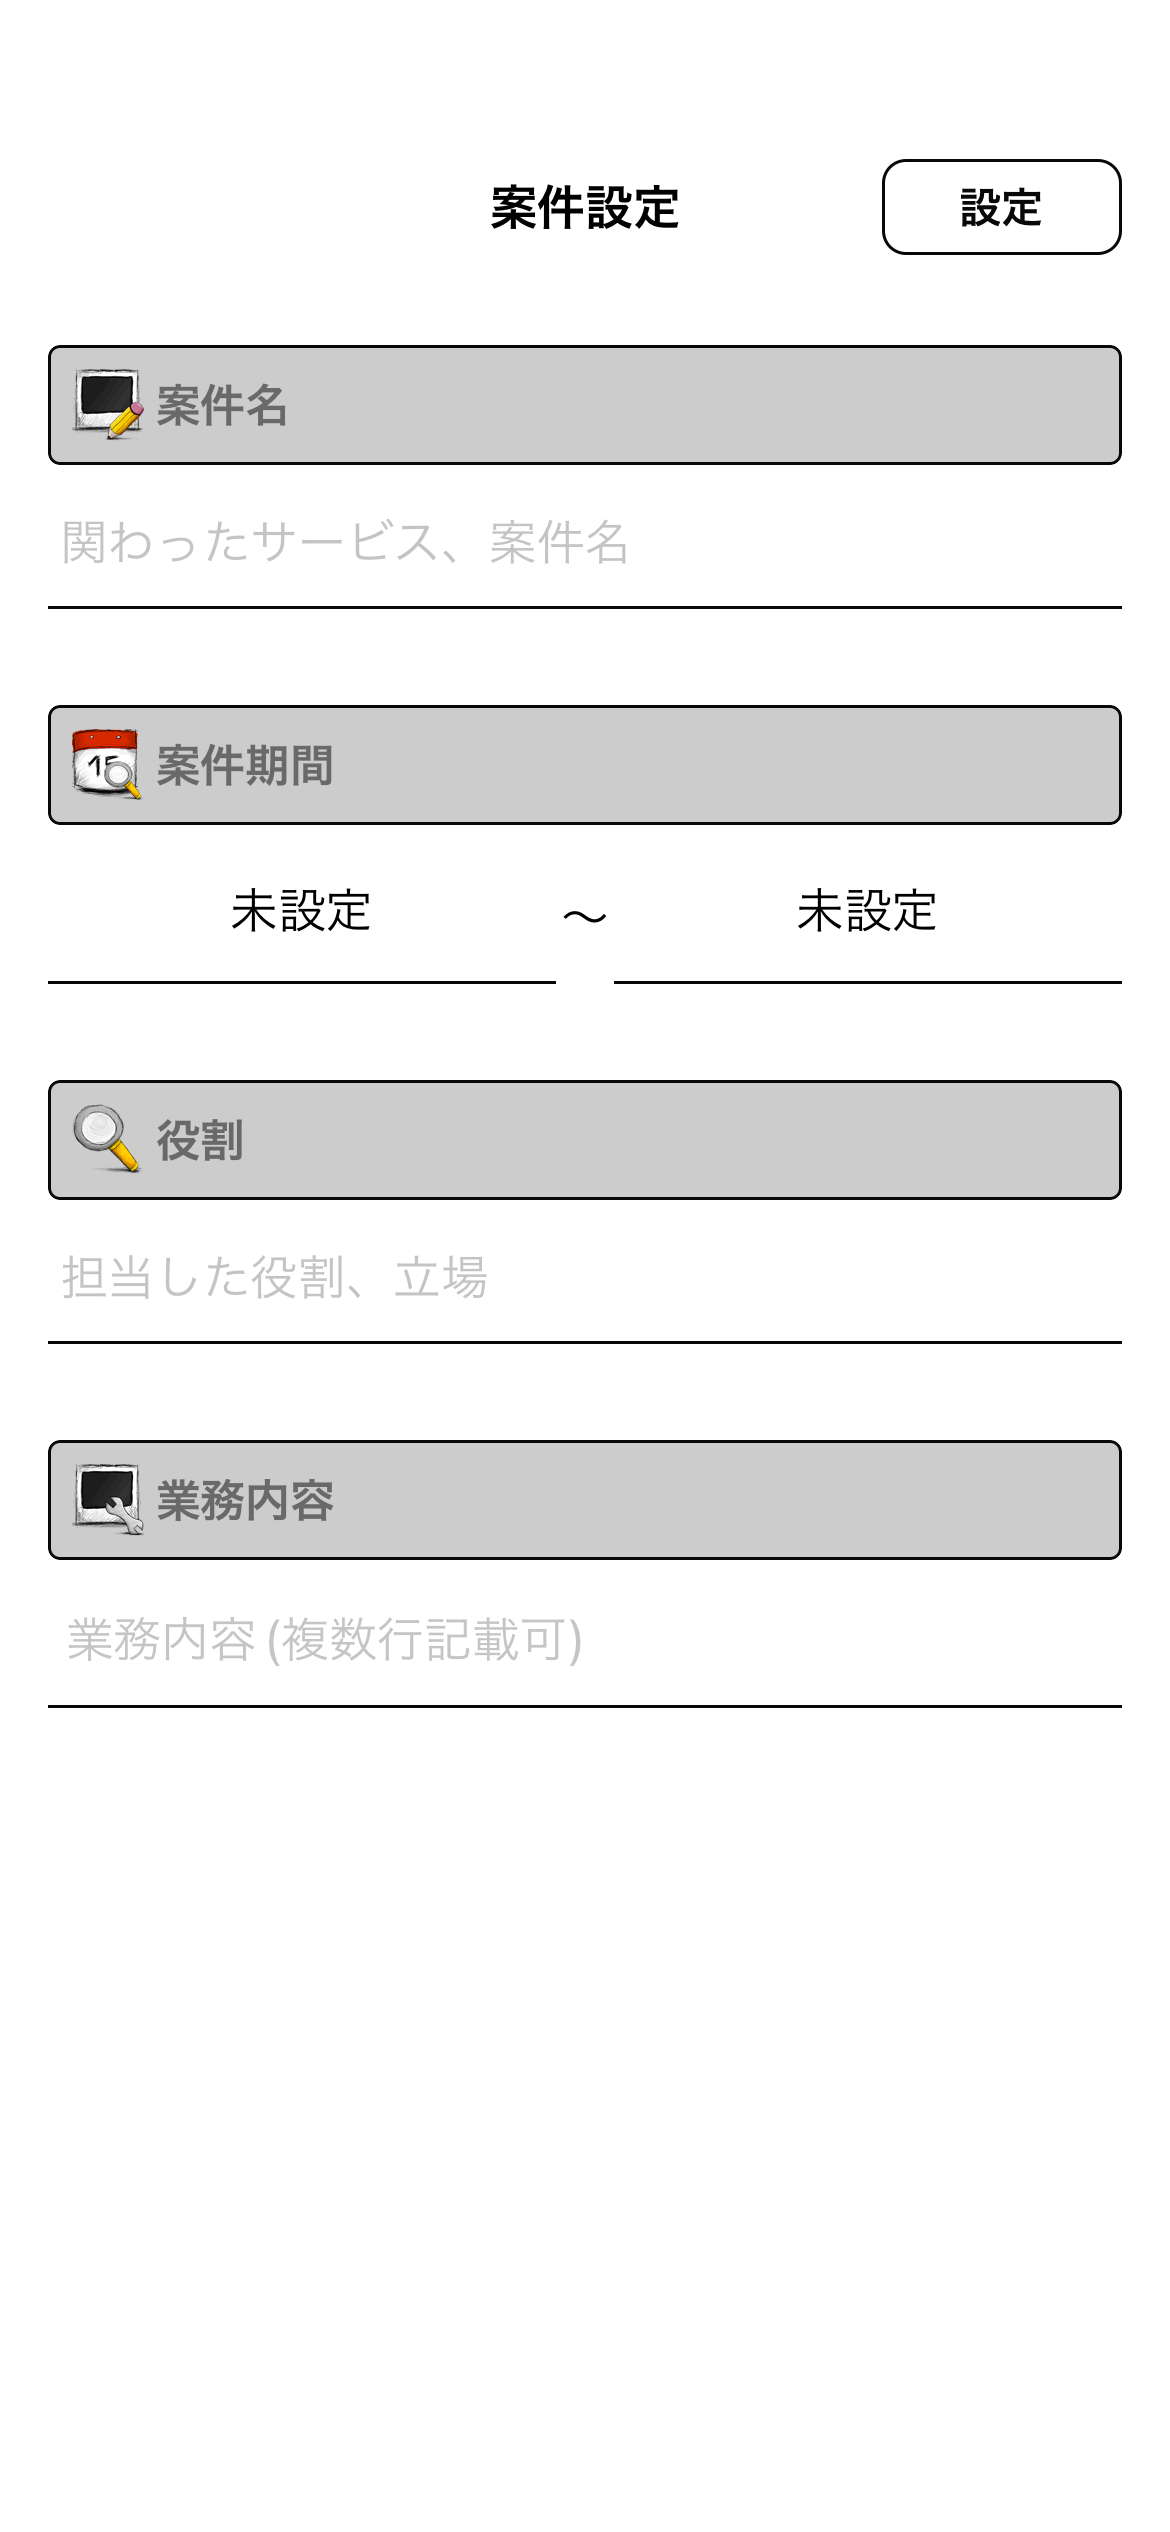 案件設定
設定
案件名
関わったサービス、案件名
15
案件期間
未設定 〜 未設定
役割
担当した役割、立場
業務内容
業務内容 (複数行記載可)